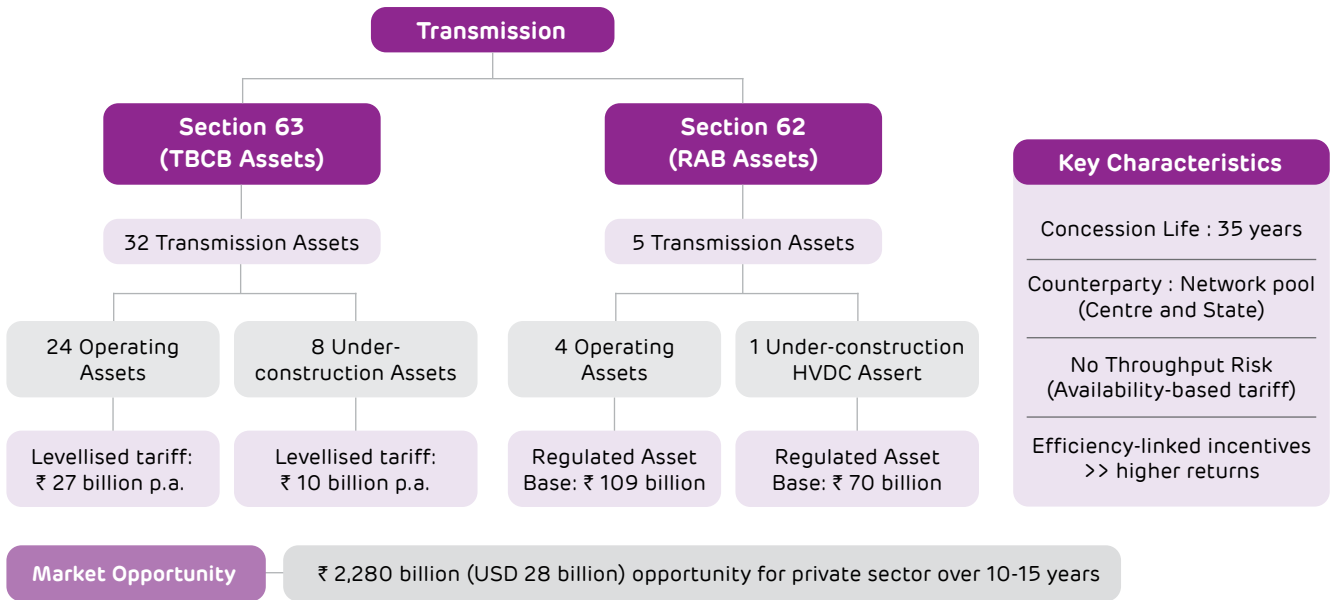 Transmission
Section 63
(TBCB Assets)
32 Transmission Assets
24 Operating
Assets
8 Under-
construction Assets
Levellised tariff:
₹ 27 billion p.a.
Levellised tariff:
₹ 10 billion p.a.
Section 62
(RAB Assets)
5 Transmission Assets
4 Operating
Assets
1 Under-construction
HVDC Assert
Regulated Asset
Base: ₹ 109 billion
Regulated Asset
Base: ₹ 70 billion
Key Characteristics
Concession Life : 35 years
Counterparty : Network pool
(Centre and State)
No Throughput Risk
(Availability-based tariff)
Efficiency-linked incentives
>> higher returns
Market Opportunity
₹ 2,280 billion (USD 28 billion) opportunity for private sector over 10-15 years